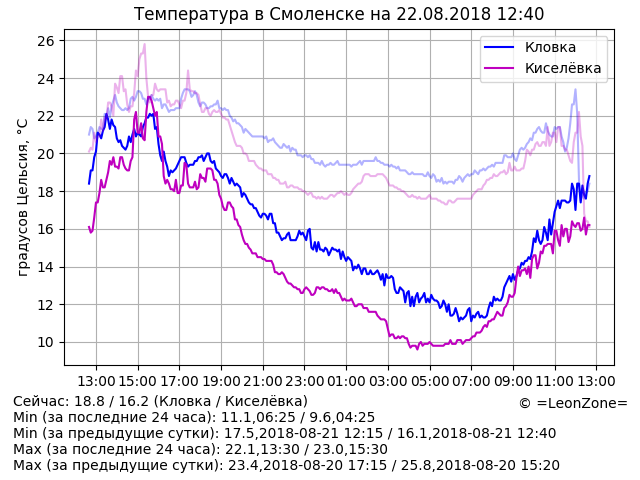 Температура в Смоленске на 22.08.2018 12:40
Кловка
Киселёвка
градусов Цельсия, °C
26
24
22
20
18
16
14
12
10
13:00 15:00 17:00 19:00 21:00 23:00 01:00 03:00 05:00 07:00 09:00 11:00 13:00
Сейчас: 18.8 / 16.2 (Кловка / Киселёвка)
© =LeonZone=
Min (за последние 24 часа): 11.1,06:25 / 9.6,04:25
Min (за предыдущие сутки): 17.5,2018-08-21 12:15 / 16.1,2018-08-21 12:40
Max (за последние 24 часа): 22.1,13:30 / 23.0,15:30
Max (за предыдущие сутки): 23.4,2018-08-20 17:15 / 25.8,2018-08-20 15:20